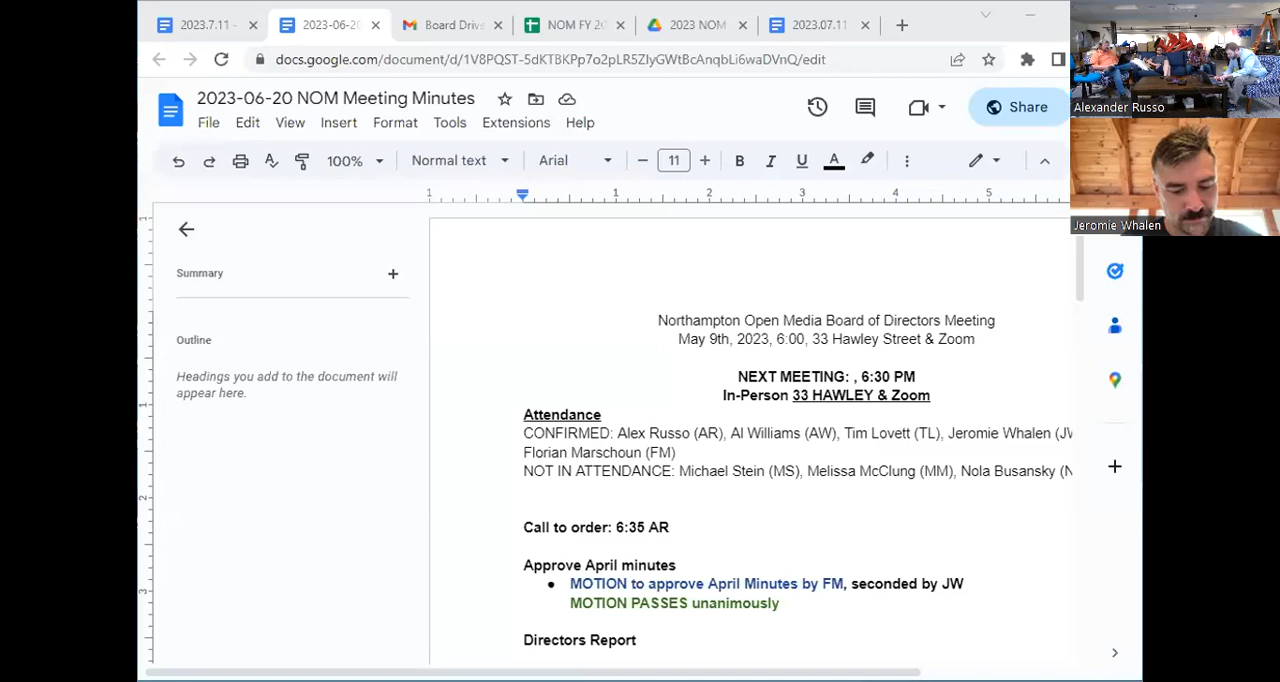 2023.7.11 -
2023-06-20
Board Drive
NOM FY 20
2023 NOM
2023.07.11
docs.google.com/document/d/1V8PQST-5dKTBKPp7o2pLR5ZIyGWtBcAnqbLi6waDVnQ/edit
2023-06-20 NOM Meeting Minutes
Share
File Edit View Insert Format Tools Extensions Help
100% Normal text Arial 11
1 1 2 3 4 5
Summary
Outline
Headings you add to the document will
appear here.
Northampton Open Media Board of Directors Meeting
May 9th, 2023, 6:00, 33 Hawley Street & Zoom
NEXT MEETING: , 6:30 PM
In-Person 33 HAWLEY & Zoom
Attendance
CONFIRMED: Alex Russo (AR), Al Williams (AW), Tim Lovett (TL), Jeromie Whalen (JW
Florian Marschoun (FM)
NOT IN ATTENDANCE: Michael Stein (MS), Melissa McClung (MM), Nola Busansky (N
Call to order: 6:35 AR
Approve April minutes
● MOTION to approve April Minutes by FM, seconded by JW
MOTION PASSES unanimously
Directors Report
Alexander Russo
Jeromie Whalen